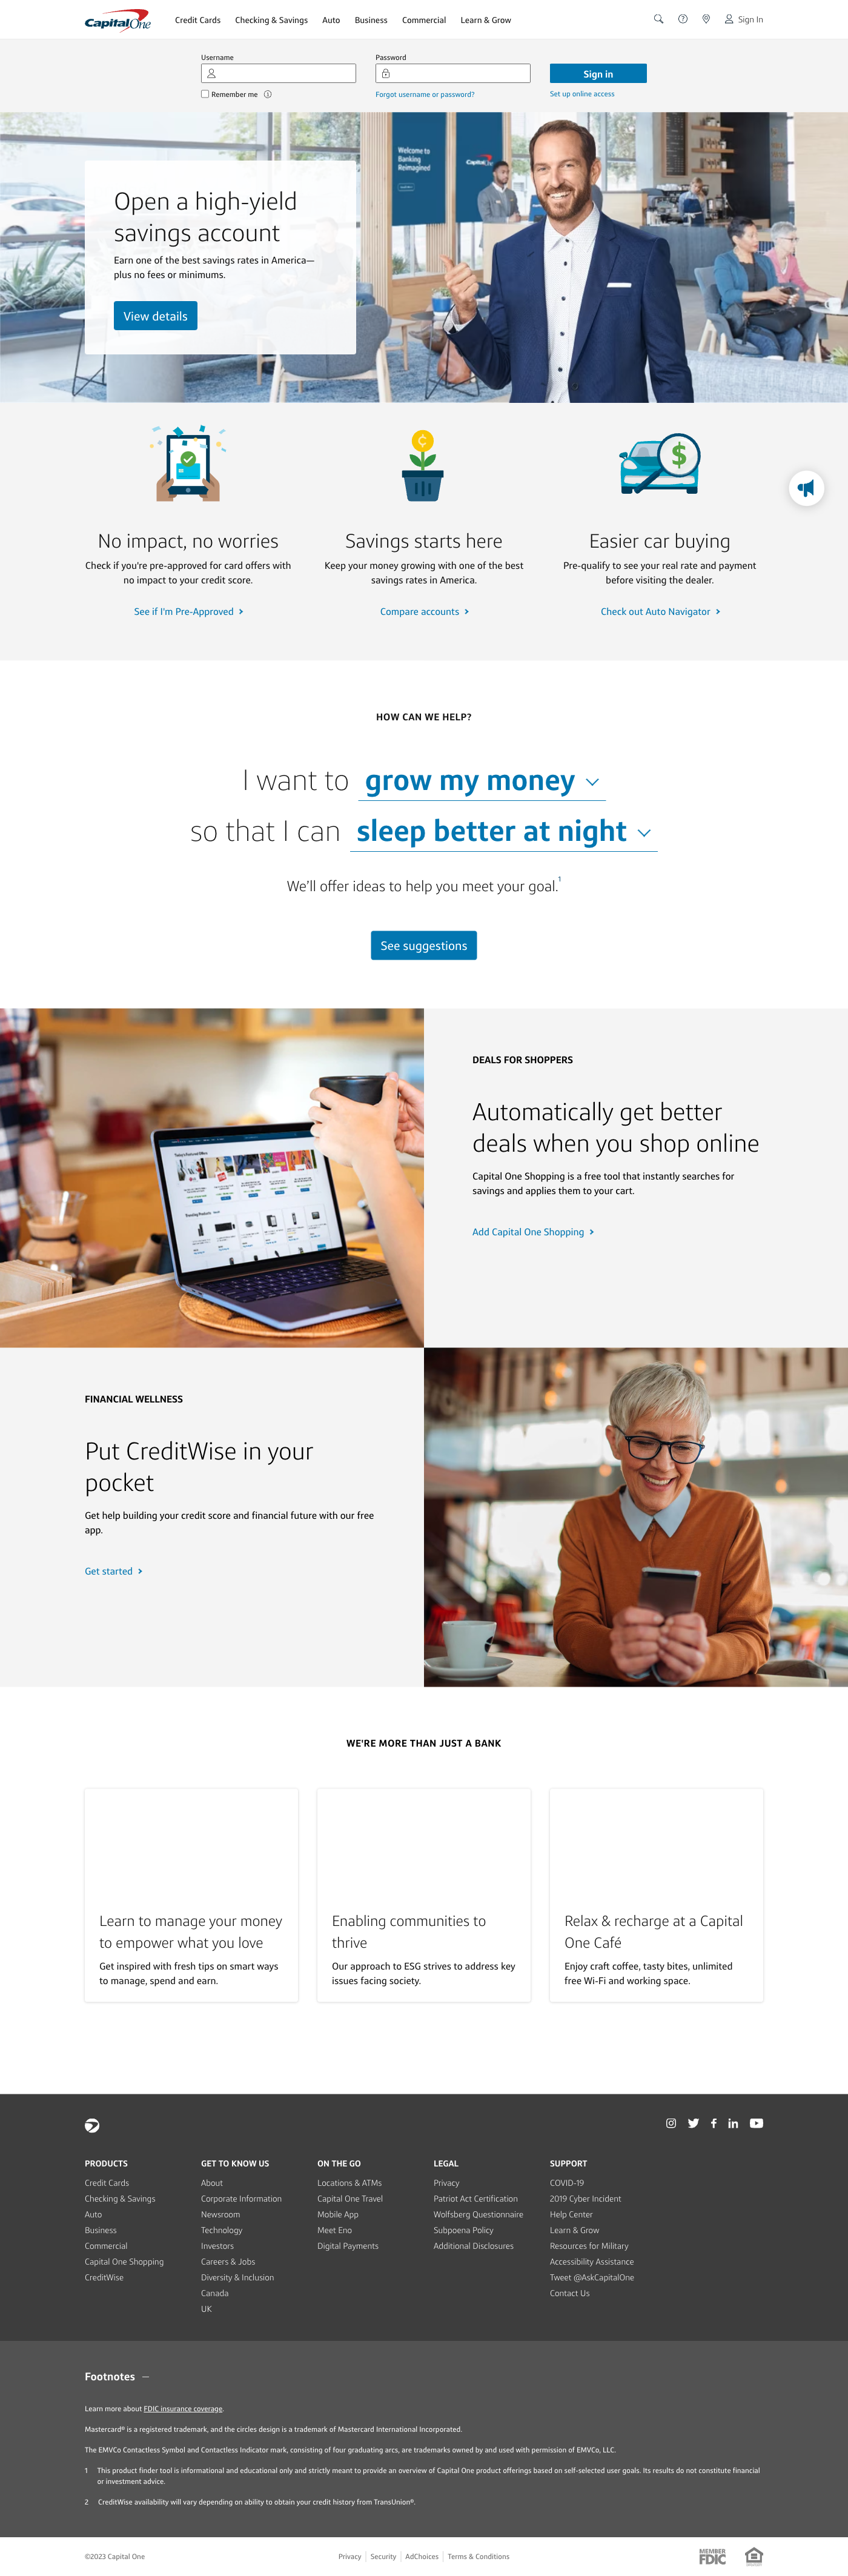 Capital One
Credit Cards Checking & Savings Auto Business Commercial Learn & Grow
Sign In
Username
Password
Sign in
Remember me
Forgot username or password?
Set up online access
Welcome to
Banking
Reimagined
Capital One
Open a high-yield
savings account
Earn one of the best savings rates in America—
plus no fees or minimums.
View details
No impact, no worries
Check if you're pre-approved for card offers with
no impact to your credit score.
See if I'm Pre-Approved
Savings starts here
Keep your money growing with one of the best
savings rates in America.
Compare accounts
Easier car buying
Pre-qualify to see your real rate and payment
before visiting the dealer.
Check out Auto Navigator
HOW CAN WE HELP?
I want to grow my money
so that I can sleep better at night
We'll offer ideas to help you meet your goal.1
See suggestions
DEALS FOR SHOPPERS
Automatically get better
deals when you shop online
Capital One Shopping is a free tool that instantly searches for
savings and applies them to your cart.
Add Capital One Shopping
FINANCIAL WELLNESS
Put CreditWise in your
pocket
Get help building your credit score and financial future with our free
app.
Get started
WE'RE MORE THAN JUST A BANK
Learn to manage your money
to empower what you love
Get inspired with fresh tips on smart ways
to manage, spend and earn.
Enabling communities to
thrive
Our approach to ESG strives to address key
issues facing society.
Relax & recharge at a Capital
One Café
Enjoy craft coffee, tasty bites, unlimited
free Wi-Fi and working space.
PRODUCTS
Credit Cards
Checking & Savings
Auto
Business
Commercial
Capital One Shopping
CreditWise
GET TO KNOW US
About
Corporate Information
Newsroom
Technology
Investors
Careers & Jobs
Diversity & Inclusion
Canada
UK
ON THE GO
Locations & ATMs
Capital One Travel
Mobile App
Meet Eno
Digital Payments
LEGAL
Privacy
Patriot Act Certification
Wolfsberg Questionnaire
Subpoena Policy
Additional Disclosures
SUPPORT
COVID-19
2019 Cyber Incident
Help Center
Learn & Grow
Resources for Military
Accessibility Assistance
Tweet @AskCapitalOne
Contact Us
Footnotes
Learn more about FDIC insurance coverage.
Mastercard® is a registered trademark, and the circles design is a trademark of Mastercard International Incorporated.
The EMVCo Contactless Symbol and Contactless Indicator mark, consisting of four graduating arcs, are trademarks owned by and used with permission of EMVCo, LLC.
1 This product finder tool is informational and educational only and strictly meant to provide an overview of Capital One product offerings based on self-selected user goals. Its results do not constitute financial
or investment advice.
2 CreditWise availability will vary depending on ability to obtain your credit history from TransUnion®.
©2023 Capital One
Privacy Security AdChoices Terms & Conditions
MEMBER
FDIC